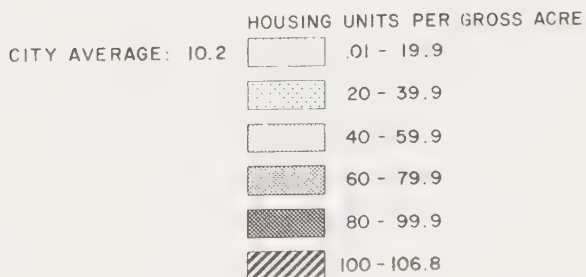 HOUSING UNITS PER GROSS ACRE
CITY AVERAGE: 10.2 .01 - 19.9
20 - 39.9
40 - 59.9
60 - 79.9
80 - 99.9
100 - 106.8